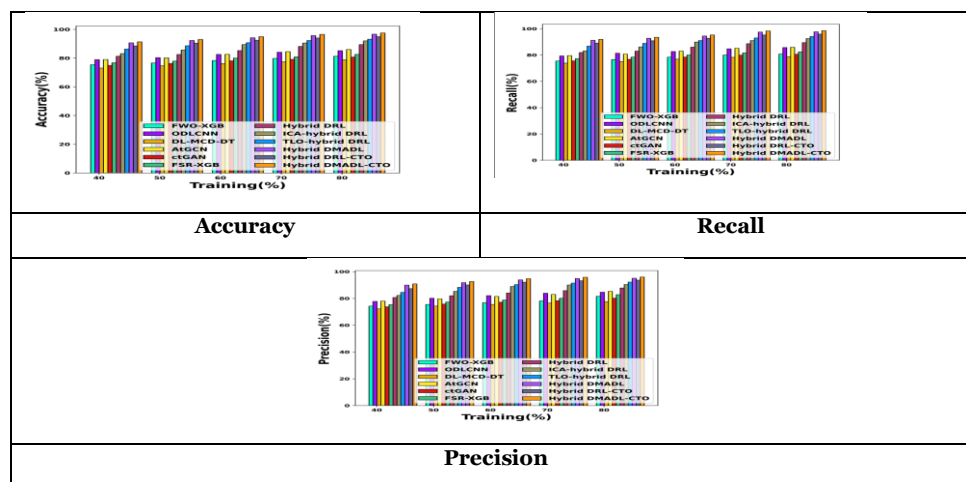 Accuracy(%)
100
80
60
40
20
0
FWO-XGB
ODLCNN
DL-MCD-DT
AtGCN
ctGAN
FSR-XGB
Hybrid DRL
ICA-hybrid DRL
TLO-hybrid DRL
Hybrid DMADL
Hybrid DRL-CTO
Hybrid DMADL-CTO
40 50 60 70 80
Training(%)
Accuracy
Recall(%)
100
80
60
40
20
0
FWO-XGB
ODLCNN
DL-MCD-DT
AtGCN
ctGAN
FSR-XGB
Hybrid DRL
ICA-hybrid DRL
TLO-hybrid DRL
Hybrid DMADL
Hybrid DRL-CTO
Hybrid DMADL-CTO
40 50 60 70 80
Training(%)
Recall
Precision(%)
100
80
60
40
20
0
FWO-XGB
ODLCNN
DL-MCD-DT
AtGCN
ctGAN
FSR-XGB
Hybrid DRL
ICA-hybrid DRL
TLO-hybrid DRL
Hybrid DMADL
Hybrid DRL-CTO
Hybrid DMADL-CTO
40 50 60 70 80
Training(%)
Precision